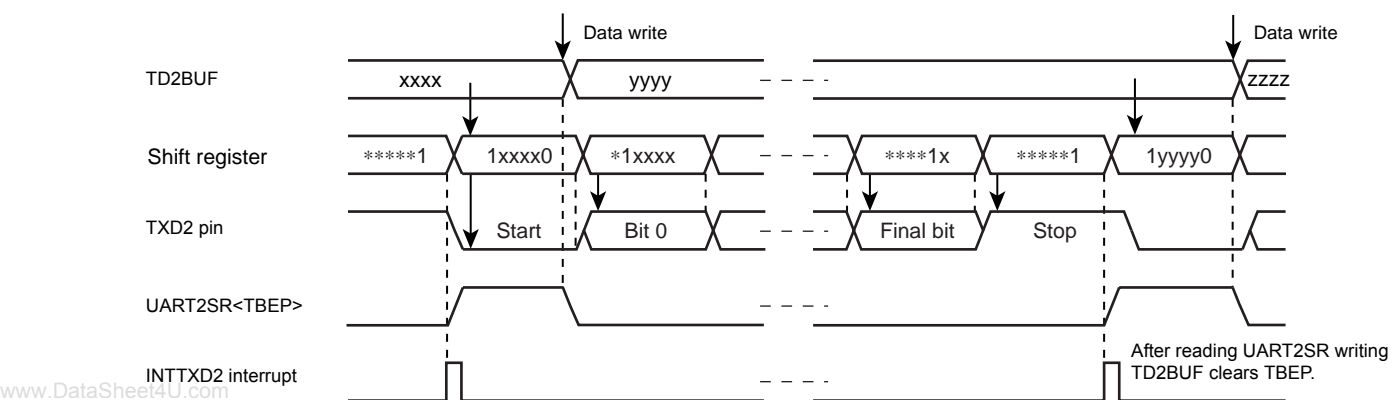 Data write
Data write
TD2BUF
xxxx
yyyy
zzzz
Shift register
*****1
1xxxx0
*1xxxx
****1x
*****1
1yyyy0
TXD2 pin
Start
Bit 0
Final bit
Stop
UART2SR<TBEP>
INTTXD2 interrupt
After reading UART2SR writing
TD2BUF clears TBEP.
www.DataSheet4U.com